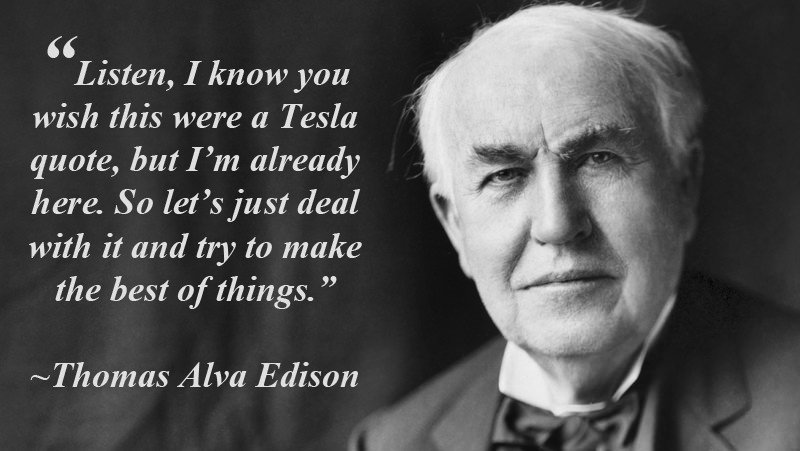 “Listen, I know you
wish this were a Tesla
quote, but I’m already
here. So let’s just deal
with it and try to make
the best of things.”
~Thomas Alva Edison